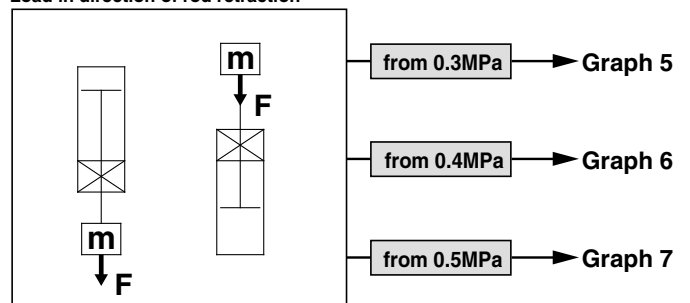 Load in direction of rod retraction
m
F
m
F
from 0.3MPa
Graph 5
from 0.4MPa
Graph 6
from 0.5MPa
Graph 7